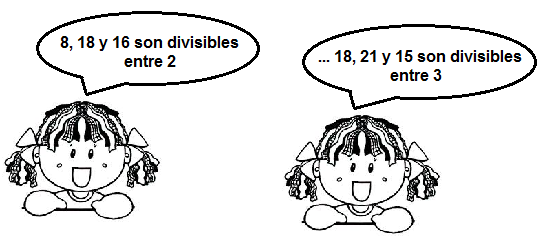 8, 18 y 16 son divisibles
entre 2
... 18, 21 y 15 son divisibles
entre 3